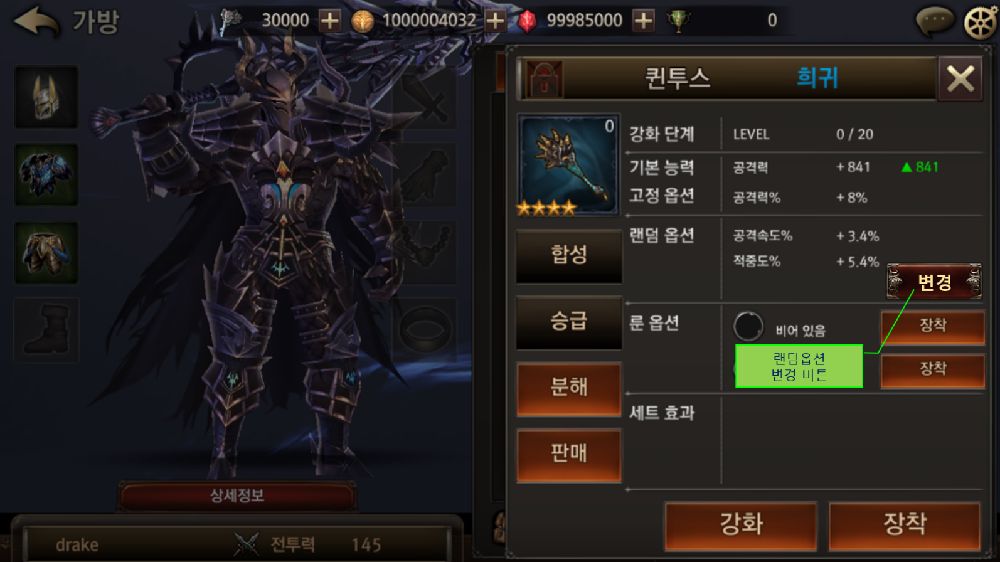 가방
30000
1000004032
99985000
0
퀸투스 희귀
0
강화 단계 LEVEL 0 / 20
기본 능력 공격력 +841 ▲841
고정 옵션 공격력% +8%
랜덤 옵션 공격속도% +3.4%
적중도% +5.4%
변경
합성
승급
분해
판매
룬 옵션 비어 있음 장착
장착
랜덤옵션
변경 버튼
세트 효과
상세정보
drake 전투력 145
강화 장착